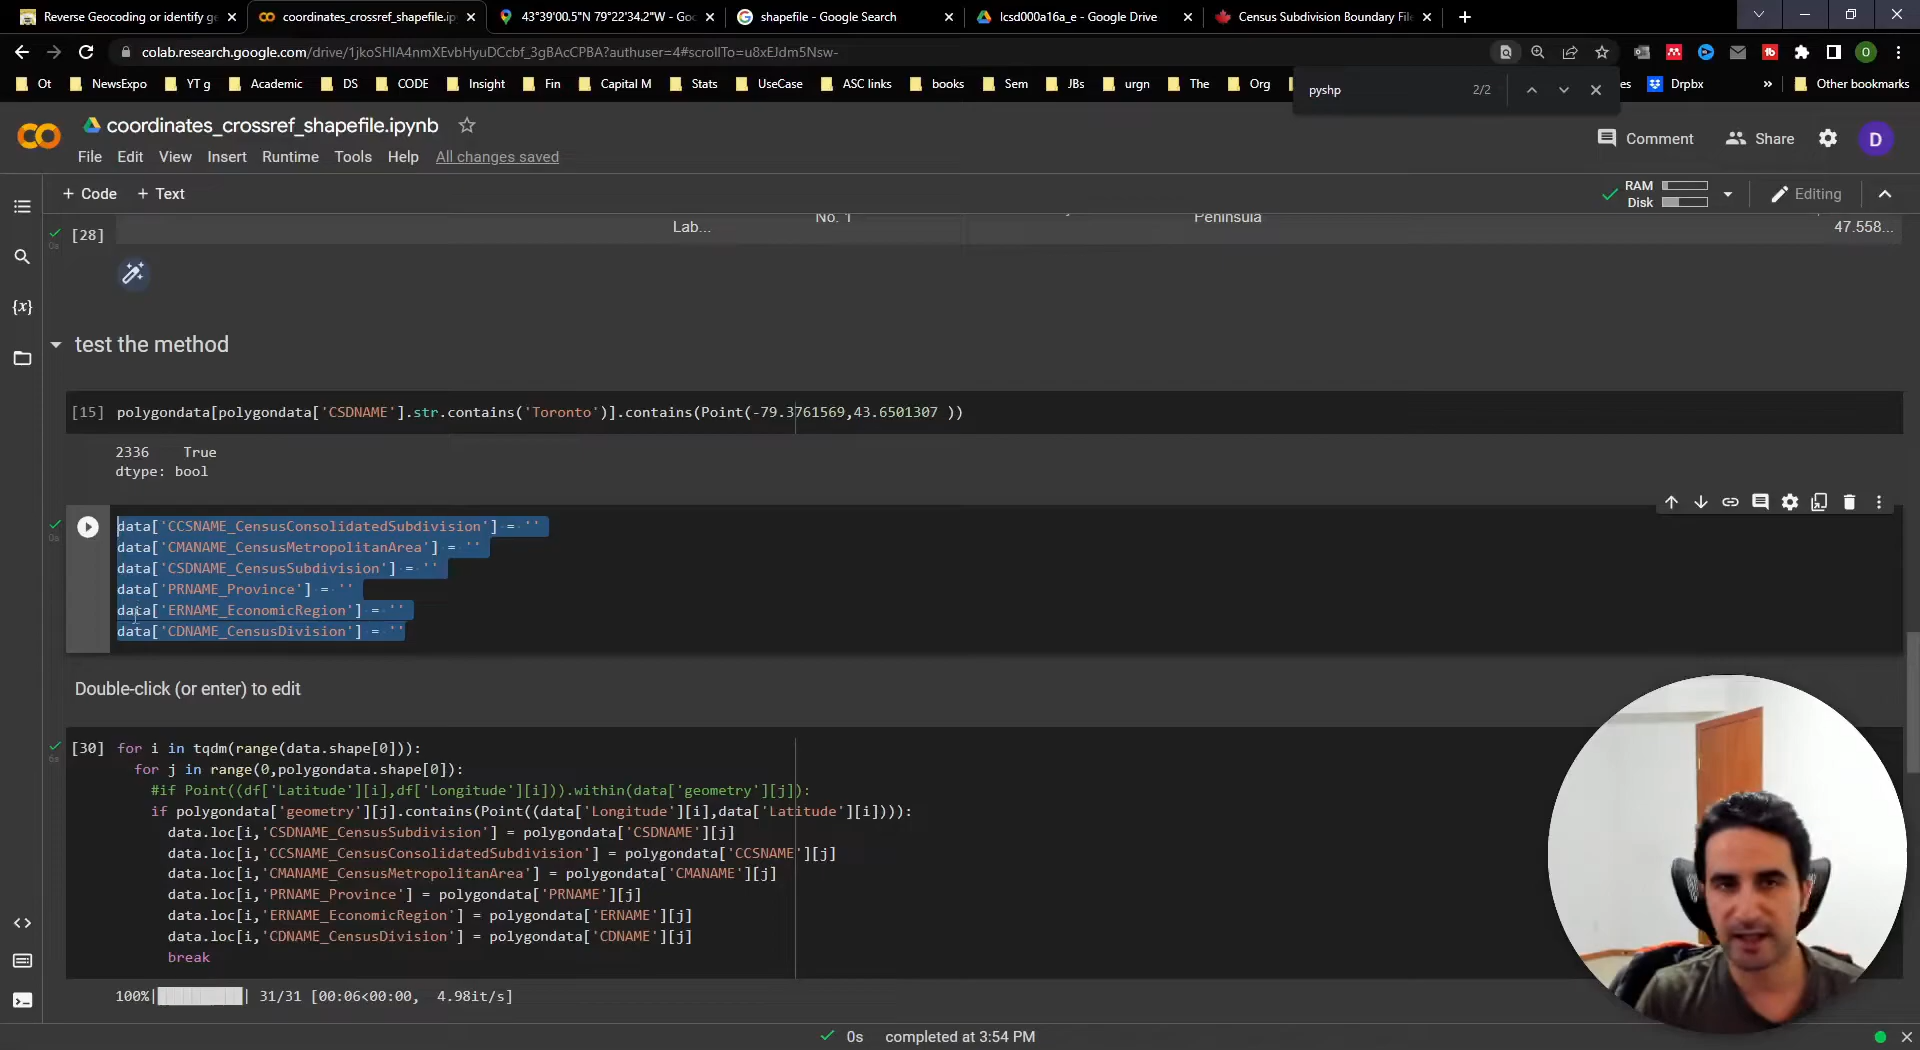 Reverse Geocoding or identify ge
coordinates_crossref_shapefile.ip
43°39'00.5"N 79°22'34.2"W - Goo
shapefile - Google Search
lcsd000a16a_e - Google Drive
Census Subdivision Boundary File
colab.research.google.com/drive/1jkoSHIA4nmXEvbHyuDCcbf_3gBAcCPBA?authuser=4#scrollTo=u8xEJdm5Nsw-
Ot
NewsExpo
YT g
Academic
DS
CODE
Insight
Fin
Capital M
Stats
UseCase
ASC links
books
Sem
JBs
urgn
The
Org
Drpbx
»
Other bookmarks
pyshp
2/2
coordinates_crossref_shapefile.ipynb
File Edit View Insert Runtime Tools Help All changes saved
Comment
Share
D
+ Code + Text
RAM
Disk
Editing
No. 1
Peninsula
[28]
Lab...
47.558...
{x}
test the method
[15] polygondata[polygondata['CSDNAME'].str.contains('Toronto')].contains(Point(-79.3761569,43.6501307 ))
2336 True
dtype: bool
data['CCSNAME_CensusConsolidatedSubdivision'] = ''
data['CMANAME_CensusMetropolitanArea'] = ''
data['CSDNAME_CensusSubdivision'] = ''
data['PRNAME_Province'] = ''
data['ERNAME_EconomicRegion'] = ''
data['CDNAME_CensusDivision'] = ''
Double-click (or enter) to edit
[30] for i in tqdm(range(data.shape[0])):
for j in range(0,polygondata.shape[0]):
#if Point((df['Latitude'][i],df['Longitude'][i])).within(data['geometry'][j]):
if polygondata['geometry'][j].contains(Point((data['Longitude'][i],data['Latitude'][i]))):
data.loc[i,'CSDNAME_CensusSubdivision'] = polygondata['CSDNAME'][j]
data.loc[i,'CCSNAME_CensusConsolidatedSubdivision'] = polygondata['CCSNAME'][j]
data.loc[i,'CMANAME_CensusMetropolitanArea'] = polygondata['CMANAME'][j]
data.loc[i,'PRNAME_Province'] = polygondata['PRNAME'][j]
data.loc[i,'ERNAME_EconomicRegion'] = polygondata['ERNAME'][j]
data.loc[i,'CDNAME_CensusDivision'] = polygondata['CDNAME'][j]
break
100%| | 31/31 [00:06<00:00, 4.98it/s]
0s completed at 3:54 PM